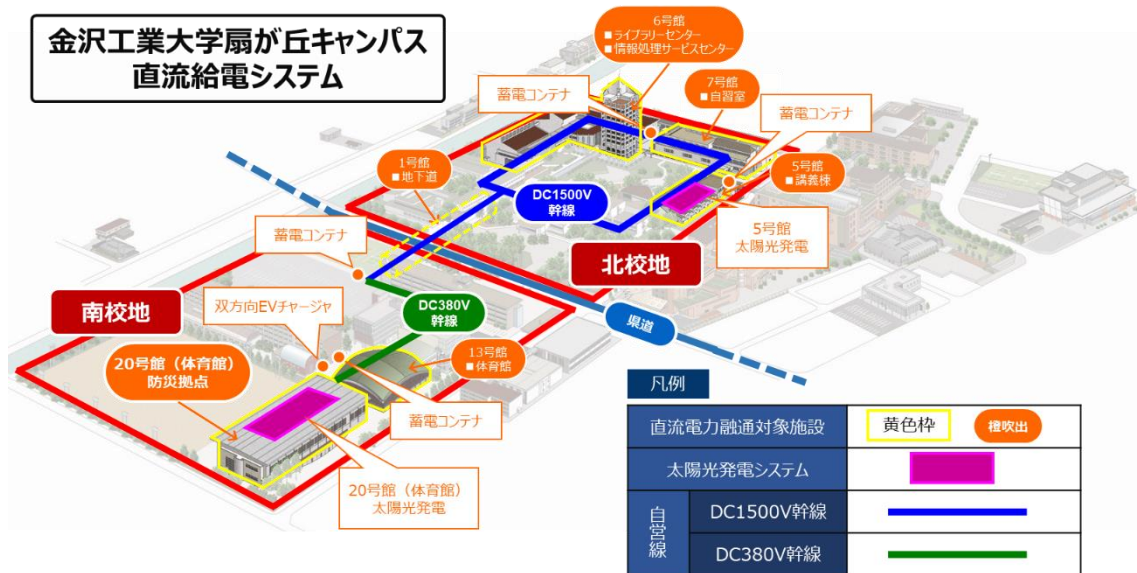 金沢工業大学扇が丘キャンパス
直流給電システム
6号館
■ライブラリーセンター
■情報処理サービスセンター
蓄電コンテナ
7号館
■自習室
蓄電コンテナ
1号館
■地下道
5号館
■講義棟
DC1500V
幹線
5号館
太陽光発電
蓄電コンテナ
北校地
南校地
双方向EVチャージャ
DC380V
幹線
県道
20号館（体育館）
防災拠点
13号館
■体育館
蓄電コンテナ
20号館（体育館）
太陽光発電
凡例
直流電力融通対象施設
黄色枠
橙吹出
太陽光発電システム
自営線
DC1500V幹線
DC380V幹線